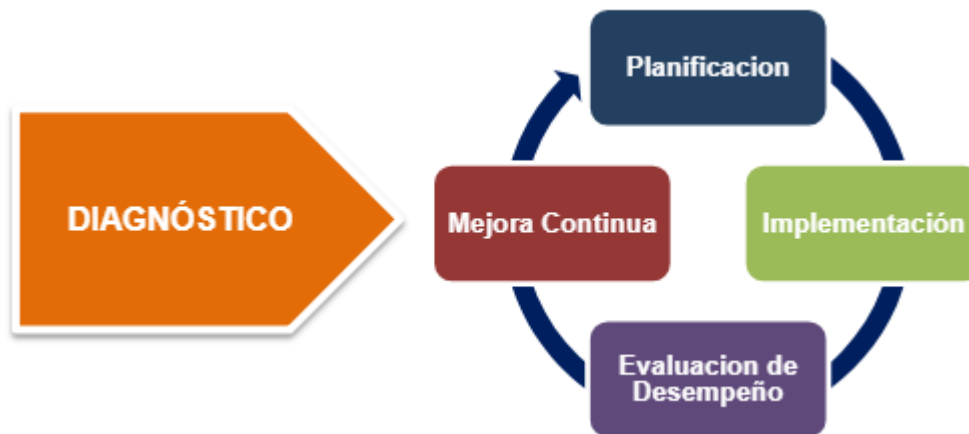 DIAGNÓSTICO
Planificacion
Mejora Continua
Implementación
Evaluacion de
Desempeño